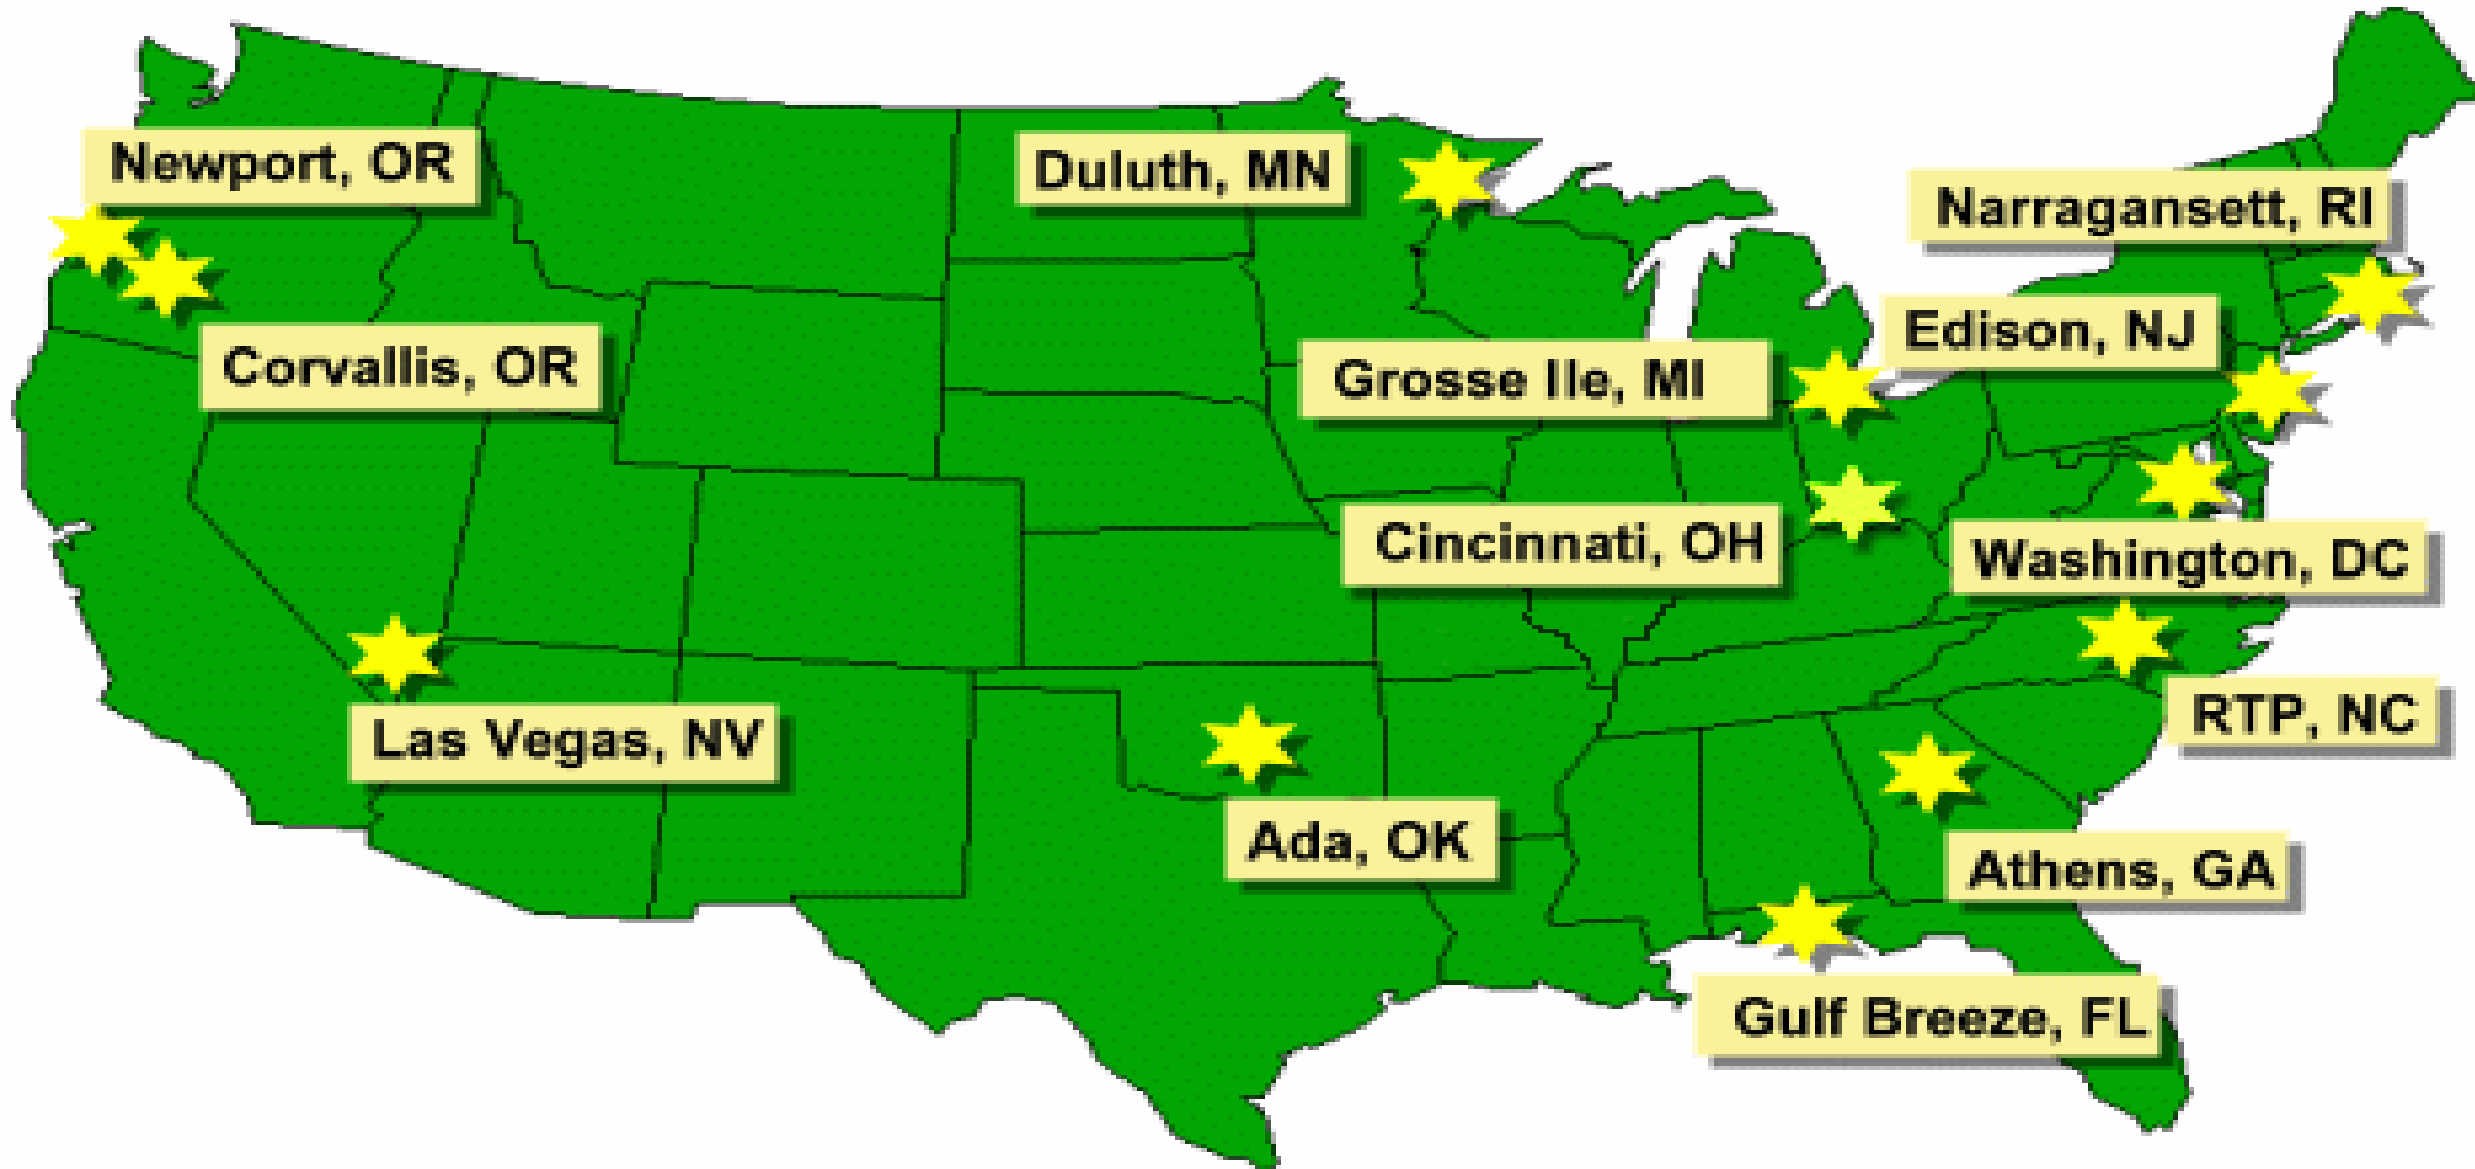 Newport, OR
Duluth, MN
Narragansett, RI
Edison, NJ
Corvallis, OR
Grosse Ile, MI
Cincinnati, OH
Washington, DC
Las Vegas, NV
RTP, NC
Ada, OK
Athens, GA
Gulf Breeze, FL